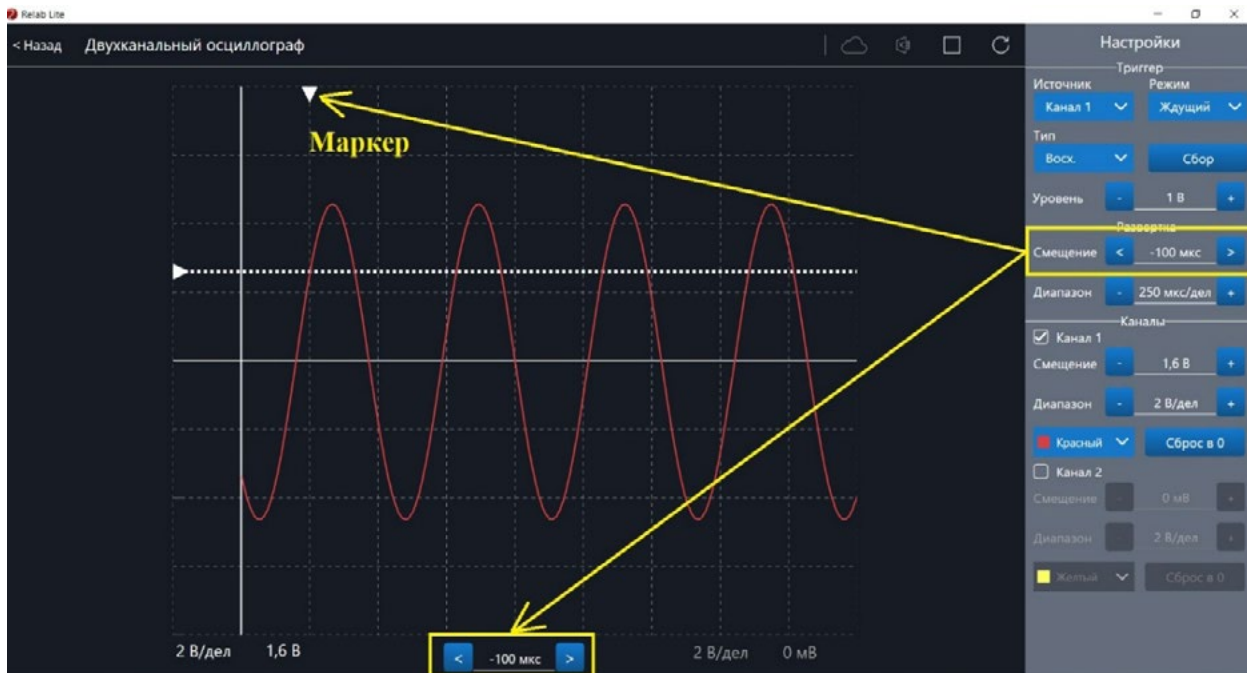 Relab Lite
< Назад Двухканальный осциллограф
Настройки
Триггер
Источник Режим
Канал 1 Ждущий
Тип
Восх. Сбор
Уровень - 1 В +
Развертка
Смещение < -100 мкс >
Диапазон - 250 мкс/дел +
Каналы
Канал 1
Смещение - 1,6 В +
Диапазон - 2 В/дел +
Красный Сброс в 0
Канал 2
Смещение - 0 мВ +
Диапазон - 2 В/дел +
Желтый Сброс в 0
Маркер
2 В/дел 1,6 В < -100 мкс > 2 В/дел 0 мВ